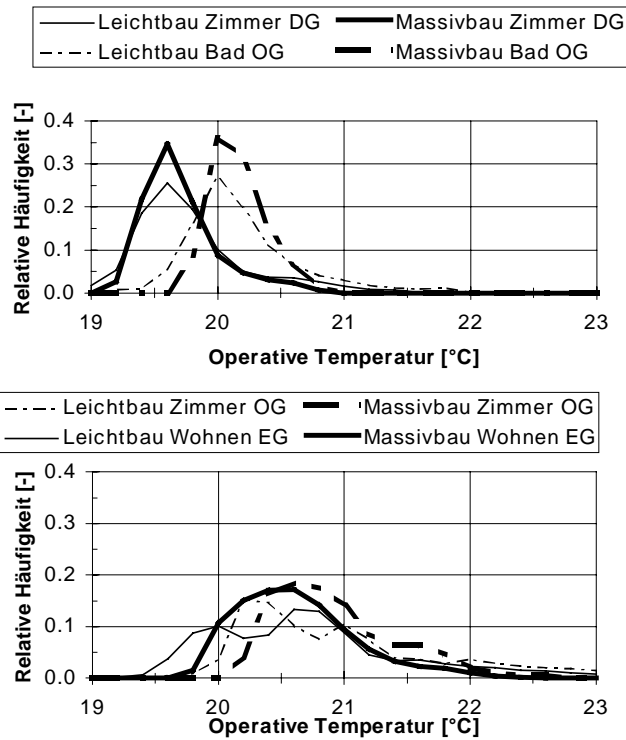 Leichtbau Zimmer DG Massivbau Zimmer DG
Leichtbau Bad OG Massivbau Bad OG
Relative Häufigkeit [-]
0.4
0.3
0.2
0.1
0.0
19 20 21 22 23
Operative Temperatur [°C]
Leichtbau Zimmer OG Massivbau Zimmer OG
Leichtbau Wohnen EG Massivbau Wohnen EG
Relative Häufigkeit [-]
0.4
0.3
0.2
0.1
0.0
19 20 21 22 23
Operative Temperatur [°C]